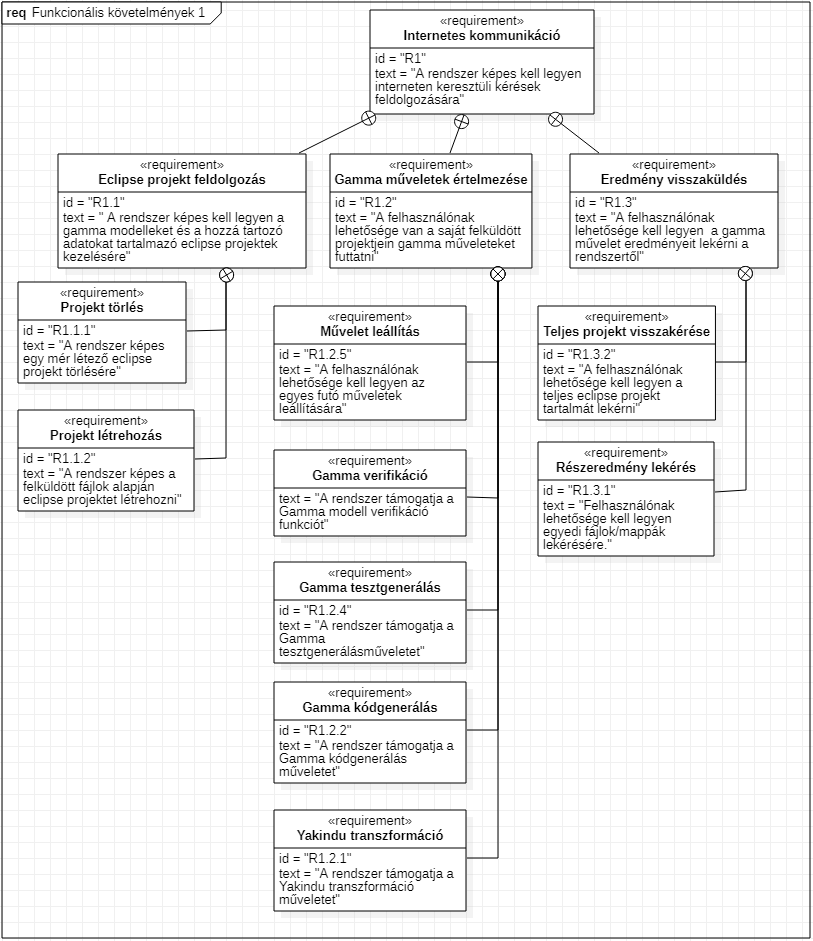 req Funkcionális követelmények 1
«requirement»
Internetes kommunikáció
id = "R1"
text = "A rendszer képes kell legyen
interneten keresztüli kérések
feldolgozására"
«requirement»
Eclipse projekt feldolgozás
id = "R1.1"
text = " A rendszer képes kell legyen a
gamma modelleket és a hozzá tartozó
adatokat tartalmazó eclipse projektek
kezelésére"
«requirement»
Gamma műveletek értelmezése
id = "R1.2"
text = "A felhasználónak
lehetősége van a saját felküldött
projektjein gamma műveleteket
futtatni"
«requirement»
Eredmény visszaküldés
id = "R1.3"
text = "A felhasználónak
lehetősége kell legyen  a gamma
művelet eredményeit lekérni a
rendszertől"
«requirement»
Projekt törlés
id = "R1.1.1"
text = "A rendszer képes
egy mér létező eclipse
projekt törlésére"
«requirement»
Projekt létrehozás
id = "R1.1.2"
text = "A rendszer képes a
felküldött fájlok alapján
eclipse projektet létrehozni"
«requirement»
Művelet leállítás
id = "R1.2.5"
text = "A felhasználónak
lehetősége kell legyen az
egyes futó műveletek
leállítására"
«requirement»
Gamma verifikáció
text = "A rendszer támogatja a
Gamma modell verifikáció
funkciót"
«requirement»
Gamma tesztgenerálás
id = "R1.2.4"
text = "A rendszer támogatja a
Gamma
tesztgenerálásműveletet"
«requirement»
Gamma kódgenerálás
id = "R1.2.2"
text = "A rendszer támogatja a
Gamma kódgenerálás
műveletet"
«requirement»
Yakindu transzformáció
id = "R1.2.1"
text = "A rendszer támogatja a
Yakindu transzformáció
műveletet"
«requirement»
Teljes projekt visszakérése
id = "R1.3.2"
text = "A felhasználónak
lehetősége kell legyen a
teljes eclipse projekt
tartalmát lekérni"
«requirement»
Részeredmény lekérés
id = "R1.3.1"
text = "Felhasználónak
lehetősége kell legyen
egyedi fájlok/mappák
lekérésére."